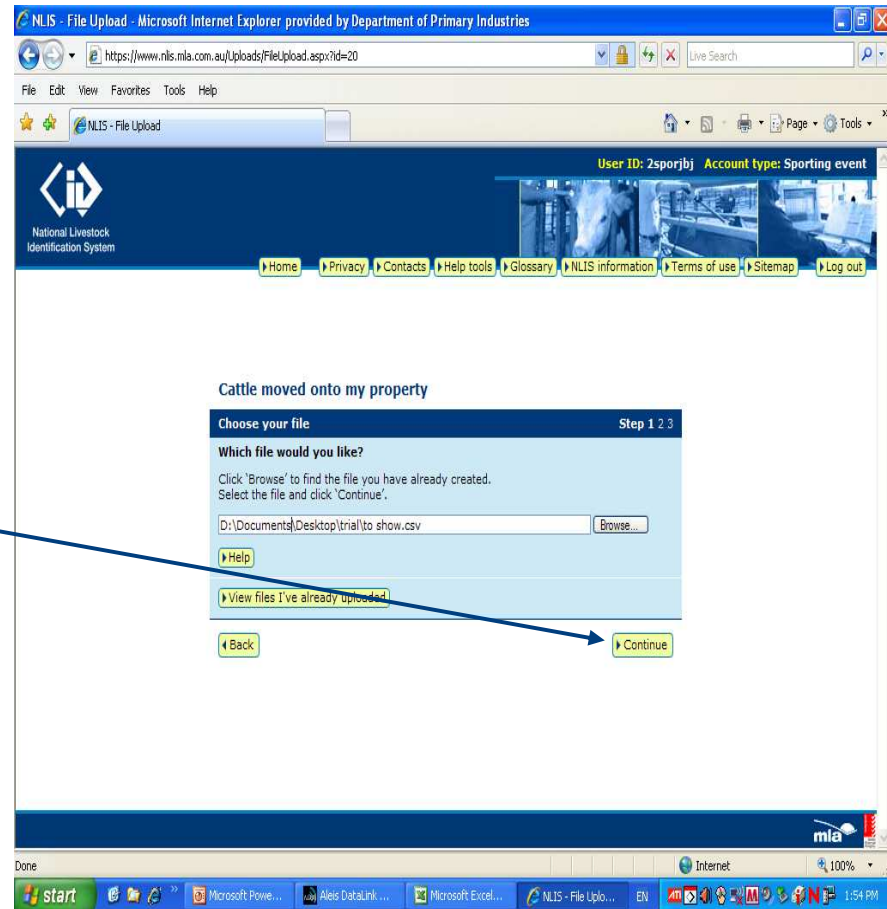 NLIS - File Upload - Microsoft Internet Explorer provided by Department of Primary Industries
https://www.nlis.mla.com.au/Uploads/FileUpload.aspx?id=20
Live Search
File Edit View Favorites Tools Help
NLIS - File Upload
Page Tools
User ID: 2sporjbj Account type: Sporting event
National Livestock
Identification System
Home Privacy Contacts Help tools Glossary NLIS information Terms of use Sitemap Log out
Cattle moved onto my property
Choose your file Step 1 2 3
Which file would you like?
Click 'Browse' to find the file you have already created.
Select the file and click 'Continue'.
D:\Documents\Desktop\trial\to show.csv Browse...
Help
View files I've already uploaded
Back Continue
mla
Done Internet 100%
start Microsoft Powe... Aleis DataLink ... Microsoft Excel... NLIS - File Uplo... EN 1:54 PM